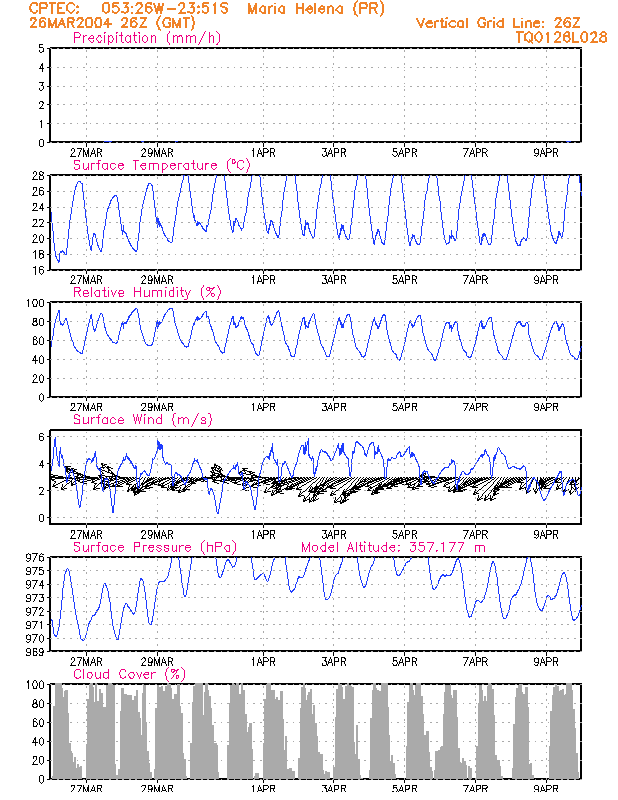 CPTEC: 053:26W-23:51S Maria Helena (PR)
26MAR2004 26Z (GMT) Vertical Grid Line: 26Z
Precipitation (mm/h) TQ0126L028
5
4
3
2
1
0
27MAR 29MAR 1APR 3APR 5APR 7APR 9APR
Surface Temperature (°C)
28
26
24
22
20
18
16
27MAR 29MAR 1APR 3APR 5APR 7APR 9APR
Relative Humidity (%)
100
80
60
40
20
0
27MAR 29MAR 1APR 3APR 5APR 7APR 9APR
Surface Wind (m/s)
6
4
2
0
27MAR 29MAR 1APR 3APR 5APR 7APR 9APR
Surface Pressure (hPa) Model Altitude: 357.177 m
976
975
974
973
972
971
970
969
27MAR 29MAR 1APR 3APR 5APR 7APR 9APR
Cloud Cover (%)
100
80
60
40
20
0
27MAR 29MAR 1APR 3APR 5APR 7APR 9APR